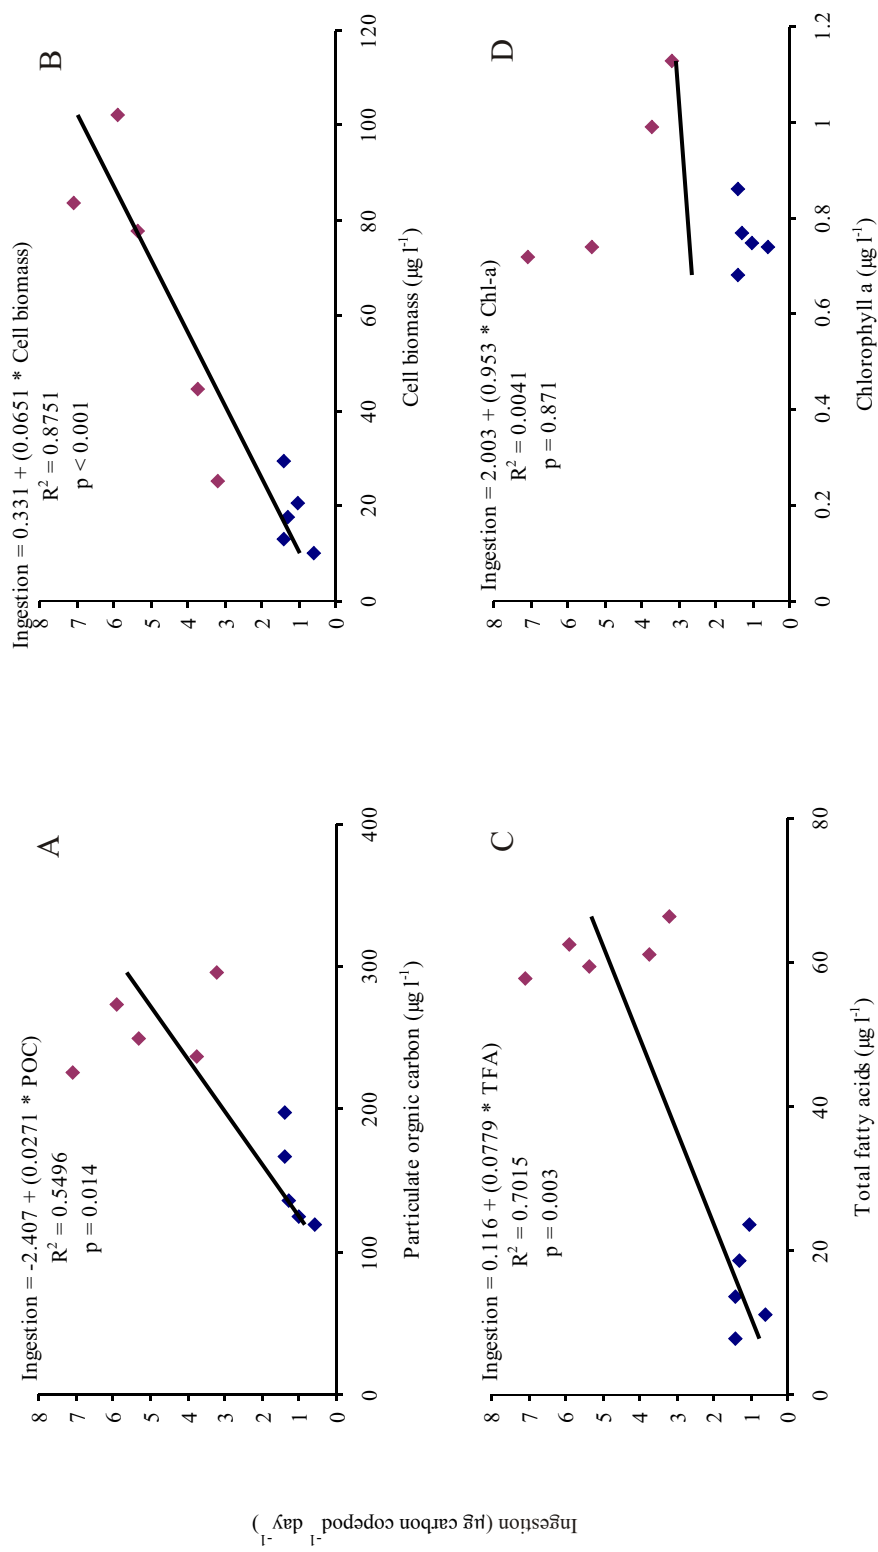 Ingestion (µg carbon copepod⁻¹ day⁻¹)
Ingestion = -2.407 + (0.0271 * POC)
R² = 0.5496
p = 0.014
A
8
7
6
5
4
3
2
1
0
0 100 200 300 400
Particulate orgnic carbon (µg l⁻¹)
Ingestion = 0.331 + (0.0651 * Cell biomass)
R² = 0.8751
p < 0.001
B
8
7
6
5
4
3
2
1
0
0 20 40 60 80 100 120
Cell biomass (µg l⁻¹)
Ingestion = 0.116 + (0.0779 * TFA)
R² = 0.7015
p = 0.003
C
8
7
6
5
4
3
2
1
0
0 20 40 60 80
Total fatty acids (µg l⁻¹)
Ingestion = 2.003 + (0.953 * Chl-a)
R² = 0.0041
p = 0.871
D
8
7
6
5
4
3
2
1
0
0 0.2 0.4 0.6 0.8 1 1.2
Chlorophyll a (µg l⁻¹)